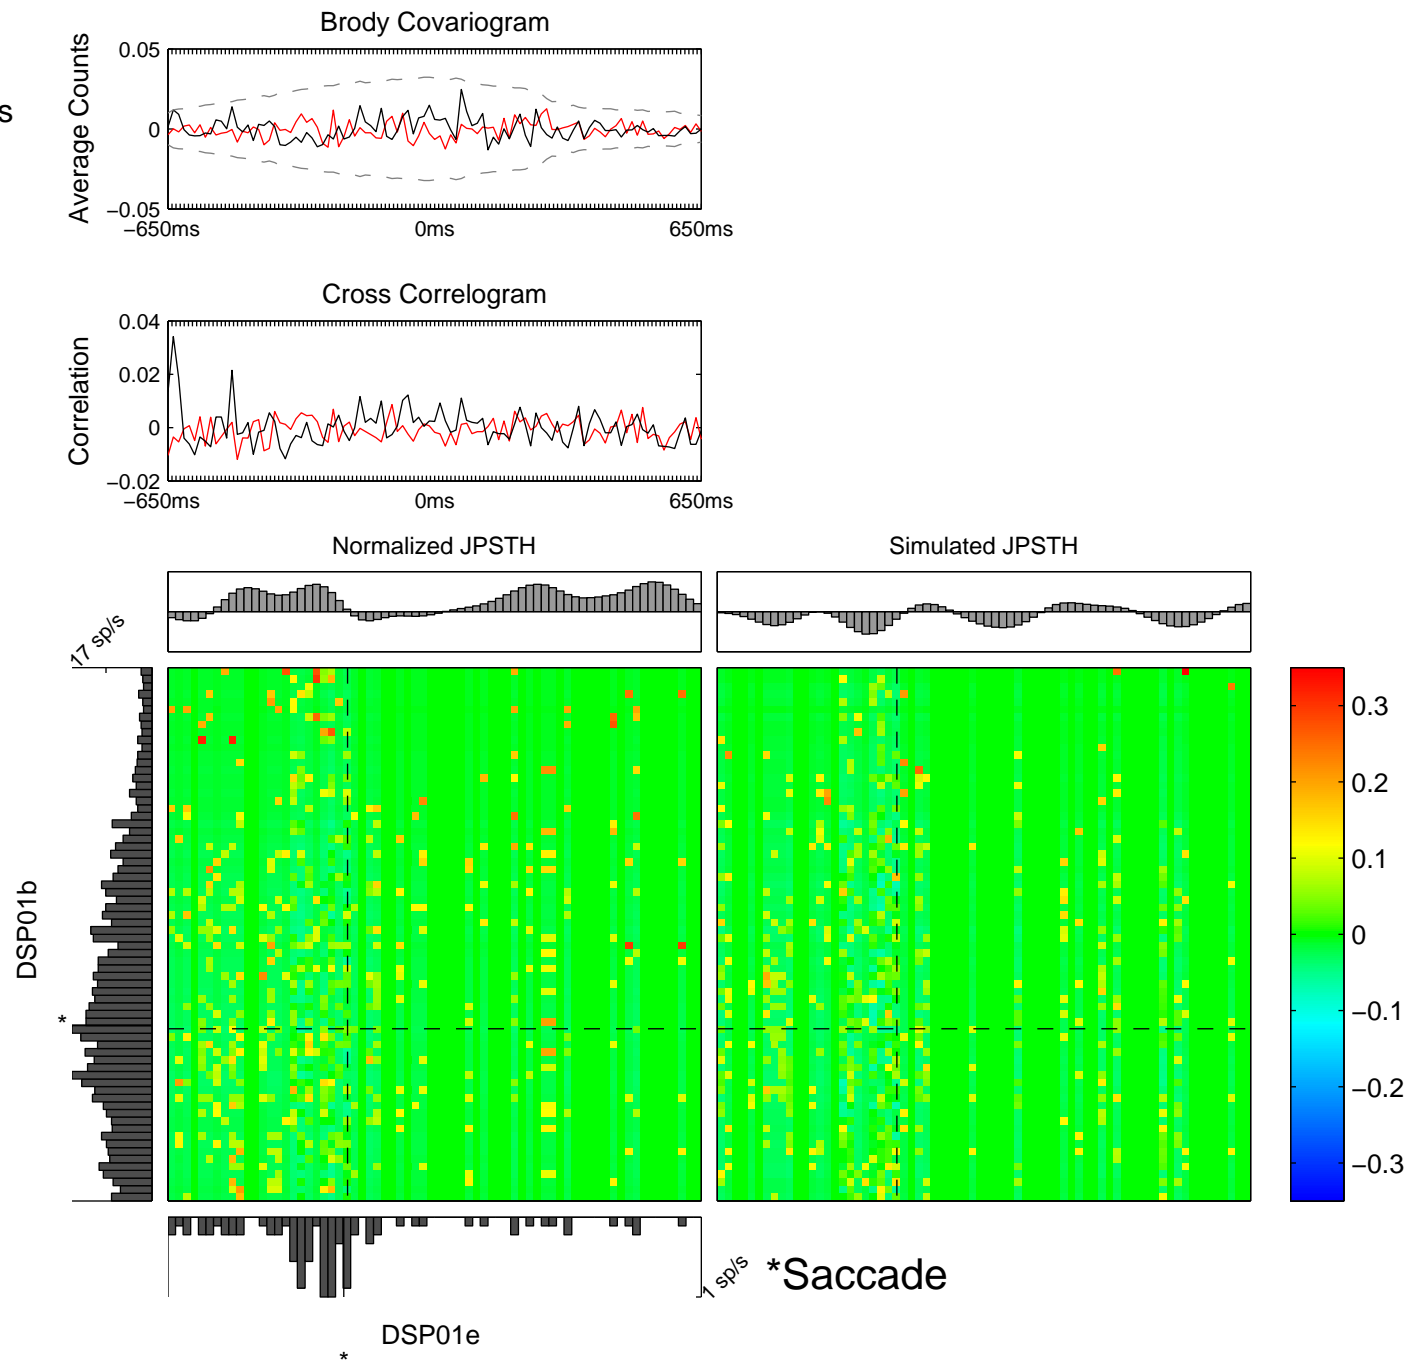 Brody Covariogram
s
Average Counts
0.05
0
−0.05
−650ms 0ms 650ms
Cross Correlogram
Correlation
0.04
0.02
0
−0.02
−650ms 0ms 650ms
Normalized JPSTH Simulated JPSTH
17 sp/s
DSP01b
*
0.3
0.2
0.1
0
−0.1
−0.2
−0.3
1 sp/s
*Saccade
DSP01e
*